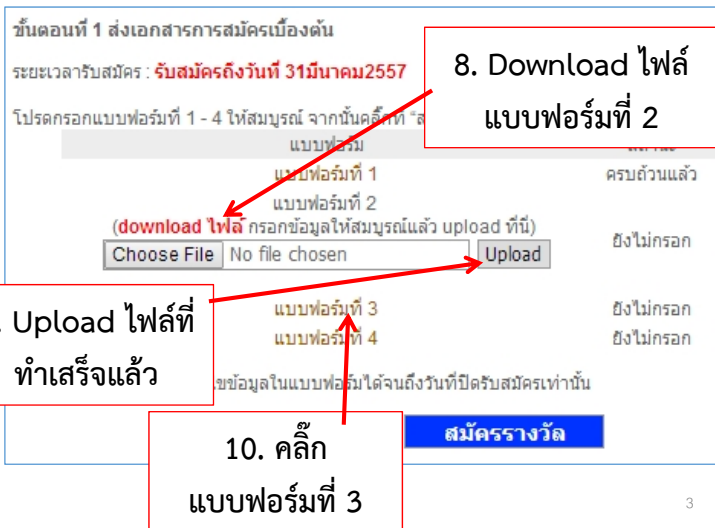 ขั้นตอนที่ 1 ส่งเอกสารการสมัครเบื้องต้น
ระยะเวลารับสมัคร : รับสมัครถึงวันที่ 31มีนาคม2557
8. Download ไฟล์
แบบฟอร์มที่ 2
โปรดกรอกแบบฟอร์มที่ 1 - 4 ให้สมบูรณ์ จากนั้นคลิ๊กที่
แบบฟอร์ม
แบบฟอร์มที่ 1 ครบถ้วนแล้ว
แบบฟอร์มที่ 2
(download ไฟล์ กรอกข้อมูลให้สมบูรณ์แล้ว upload ที่นี่)
Choose File No file chosen Upload ยังไม่กรอก
Upload ไฟล์ที่
ทำเสร็จแล้ว
แบบฟอร์มที่ 3 ยังไม่กรอก
แบบฟอร์มที่ 4 ยังไม่กรอก
ข้อมูลในแบบฟอร์มได้จนถึงวันที่ปิดรับสมัครเท่านั้น
สมัครรางวัล
10. คลิ๊ก
แบบฟอร์มที่ 3
3